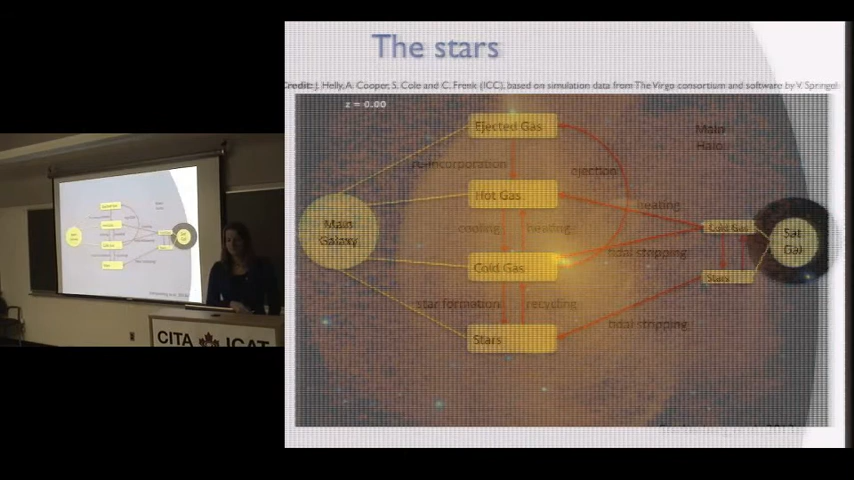 The stars
Credit: J. Helly, A. Cooper, S. Cole and C. Frenk (ICC), based on simulation data from The Virgo consortium and software by V. Springel
z = 0.00
Ejected Gas
Main
Halo
re-incorporation
ejection
Hot Gas
heating
Main
Galaxy
cooling
heating
Cold Gas
Sat
Gal
Cold Gas
tidal stripping
Stars
star formation
recycling
tidal stripping
Stars
CITA ICAT